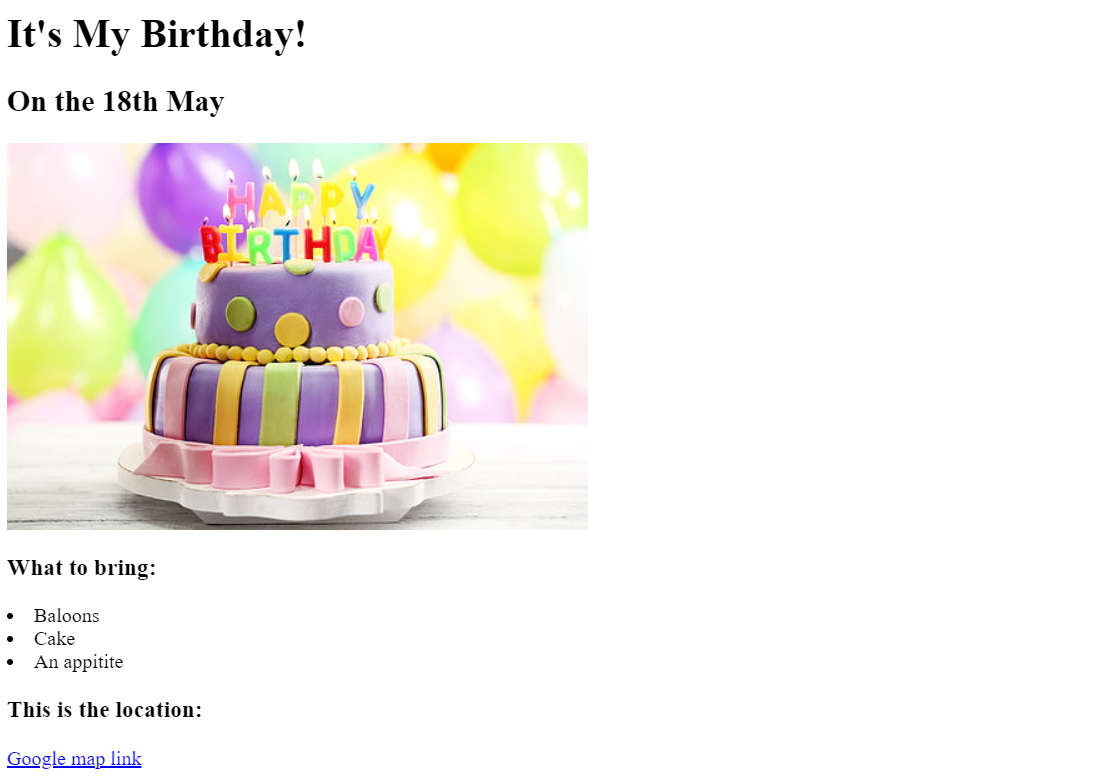 It's My Birthday!
On the 18th May
HAPPY
BIRTHDAY
What to bring:
Baloons
Cake
An appitite
This is the location:
Google map link